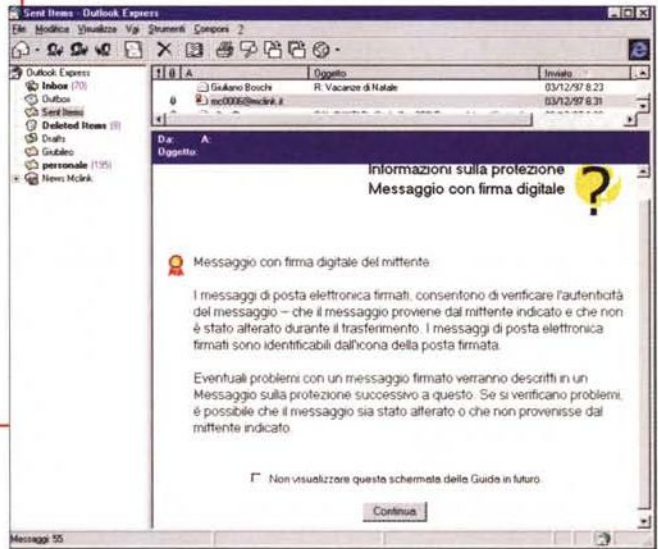 Sent Items - Outlook Express
File Modifica Visualizza Vai Strumenti Componi ?
Outlook Express
Inbox (70)
Outbox
Sent Items
Deleted Items (9)
Drafts
Giubileo
personale (195)
News Mclink
! A Oggetto Inviato
Giuliano Boschi R: Vacanze di Natale 03/12/97 8.23
mc0006@mclink.it 03/12/97 8.31
Da: A:
Oggetto:
Informazioni sulla protezione
Messaggio con firma digitale
Messaggio con firma digitale del mittente
I messaggi di posta elettronica firmati, consentono di verificare l'autenticità
del messaggio – che il messaggio proviene dal mittente indicato e che non
è stato alterato durante il trasferimento. I messaggi di posta elettronica
firmati sono identificabili dall'icona della posta firmata.
Eventuali problemi con un messaggio firmato verranno descritti in un
Messaggio sulla protezione successivo a questo. Se si verificano problemi,
è possibile che il messaggio sia stato alterato o che non provenisse dal
mittente indicato.
Non visualizzare questa schermata della Guida in futuro.
Continua
Messaggi 55